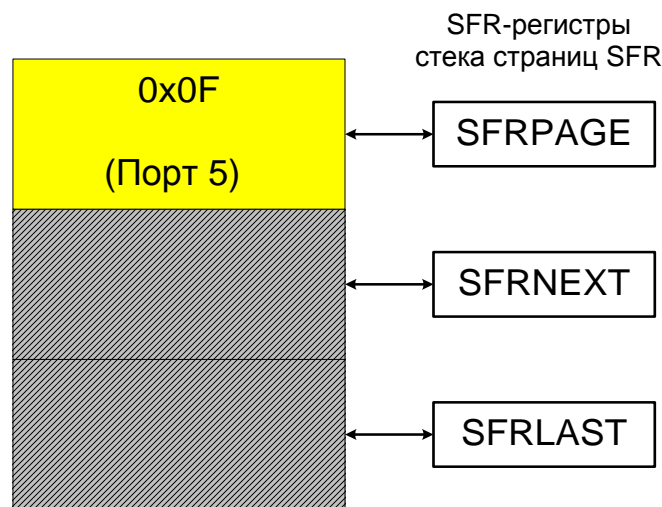 SFR-регистры
стека страниц SFR
0x0F
(Порт 5)
SFRPAGE
SFRNEXT
SFRLAST